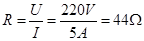 R = U/I = 220V/5A = 44Ω